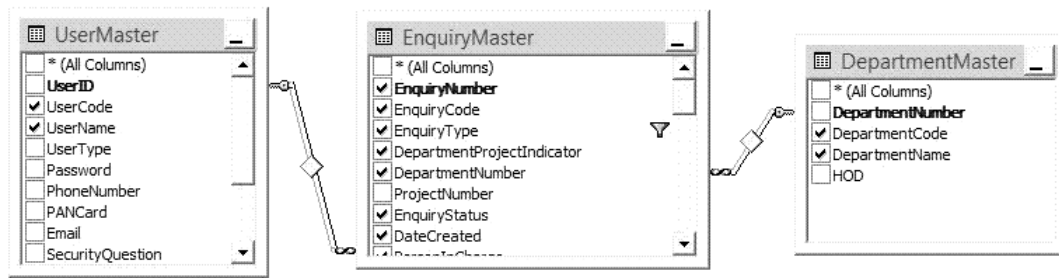 UserMaster
* (All Columns)
UserID
UserCode
UserName
UserType
Password
PhoneNumber
PANCard
Email
SecurityQuestion
EnquiryMaster
* (All Columns)
EnquiryNumber
EnquiryCode
EnquiryType
DepartmentProjectIndicator
DepartmentNumber
ProjectNumber
EnquiryStatus
DateCreated
DepartmentMaster
* (All Columns)
DepartmentNumber
DepartmentCode
DepartmentName
HOD